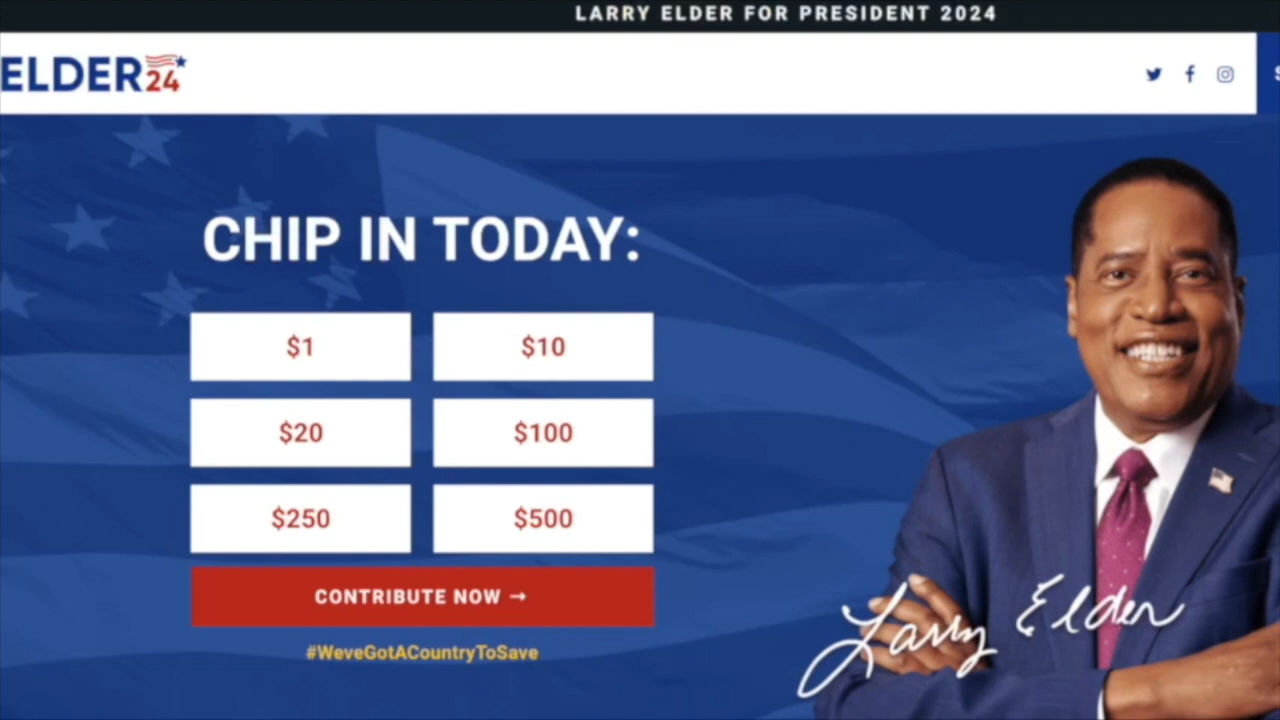 LARRY ELDER FOR PRESIDENT 2024
ELDER24
CHIP IN TODAY:
$1
$10
$20
$100
$250
$500
CONTRIBUTE NOW →
#WeveGotACountryToSave
Larry Elder